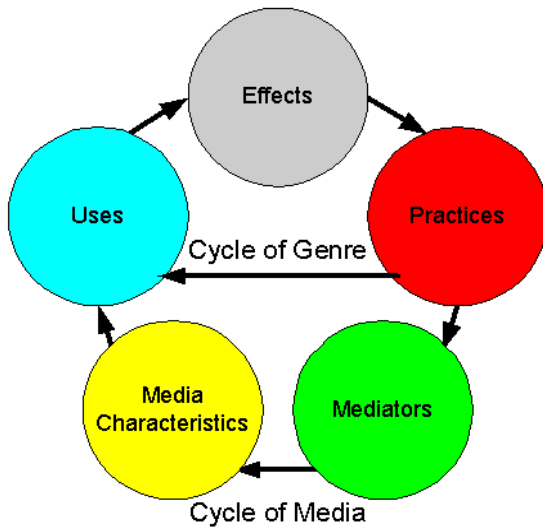 Effects
Uses
Practices
Cycle of Genre
Media
Characteristics
Mediators
Cycle of Media